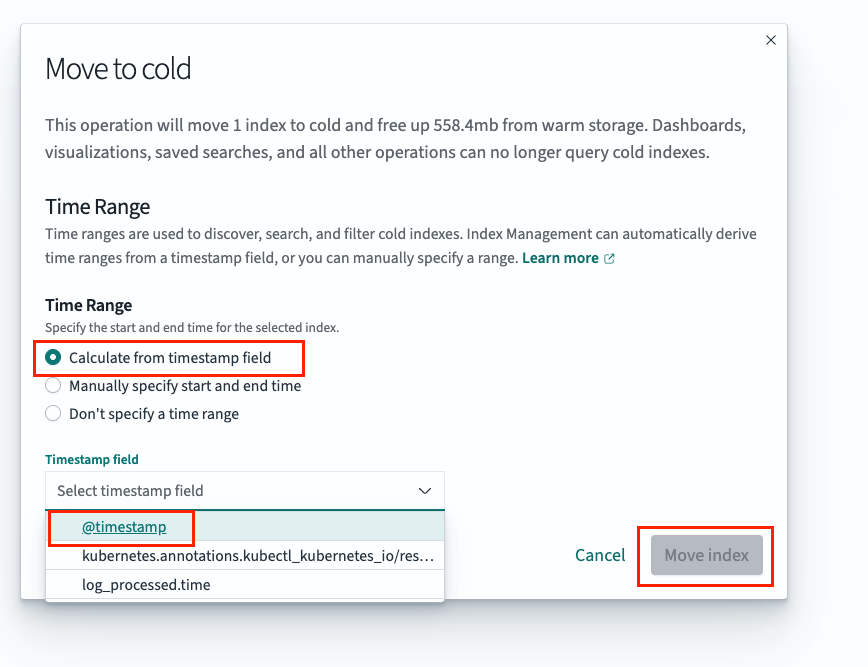 Move to cold
This operation will move 1 index to cold and free up 558.4mb from warm storage. Dashboards,
visualizations, saved searches, and all other operations can no longer query cold indexes.
Time Range
Time ranges are used to discover, search, and filter cold indexes. Index Management can automatically derive
time ranges from a timestamp field, or you can manually specify a range. Learn more
Time Range
Specify the start and end time for the selected index.
Calculate from timestamp field
Manually specify start and end time
Don't specify a time range
Timestamp field
Select timestamp field
@timestamp
kubernetes.annotations.kubectl_kubernetes_io/res…
log_processed.time
Cancel
Move index